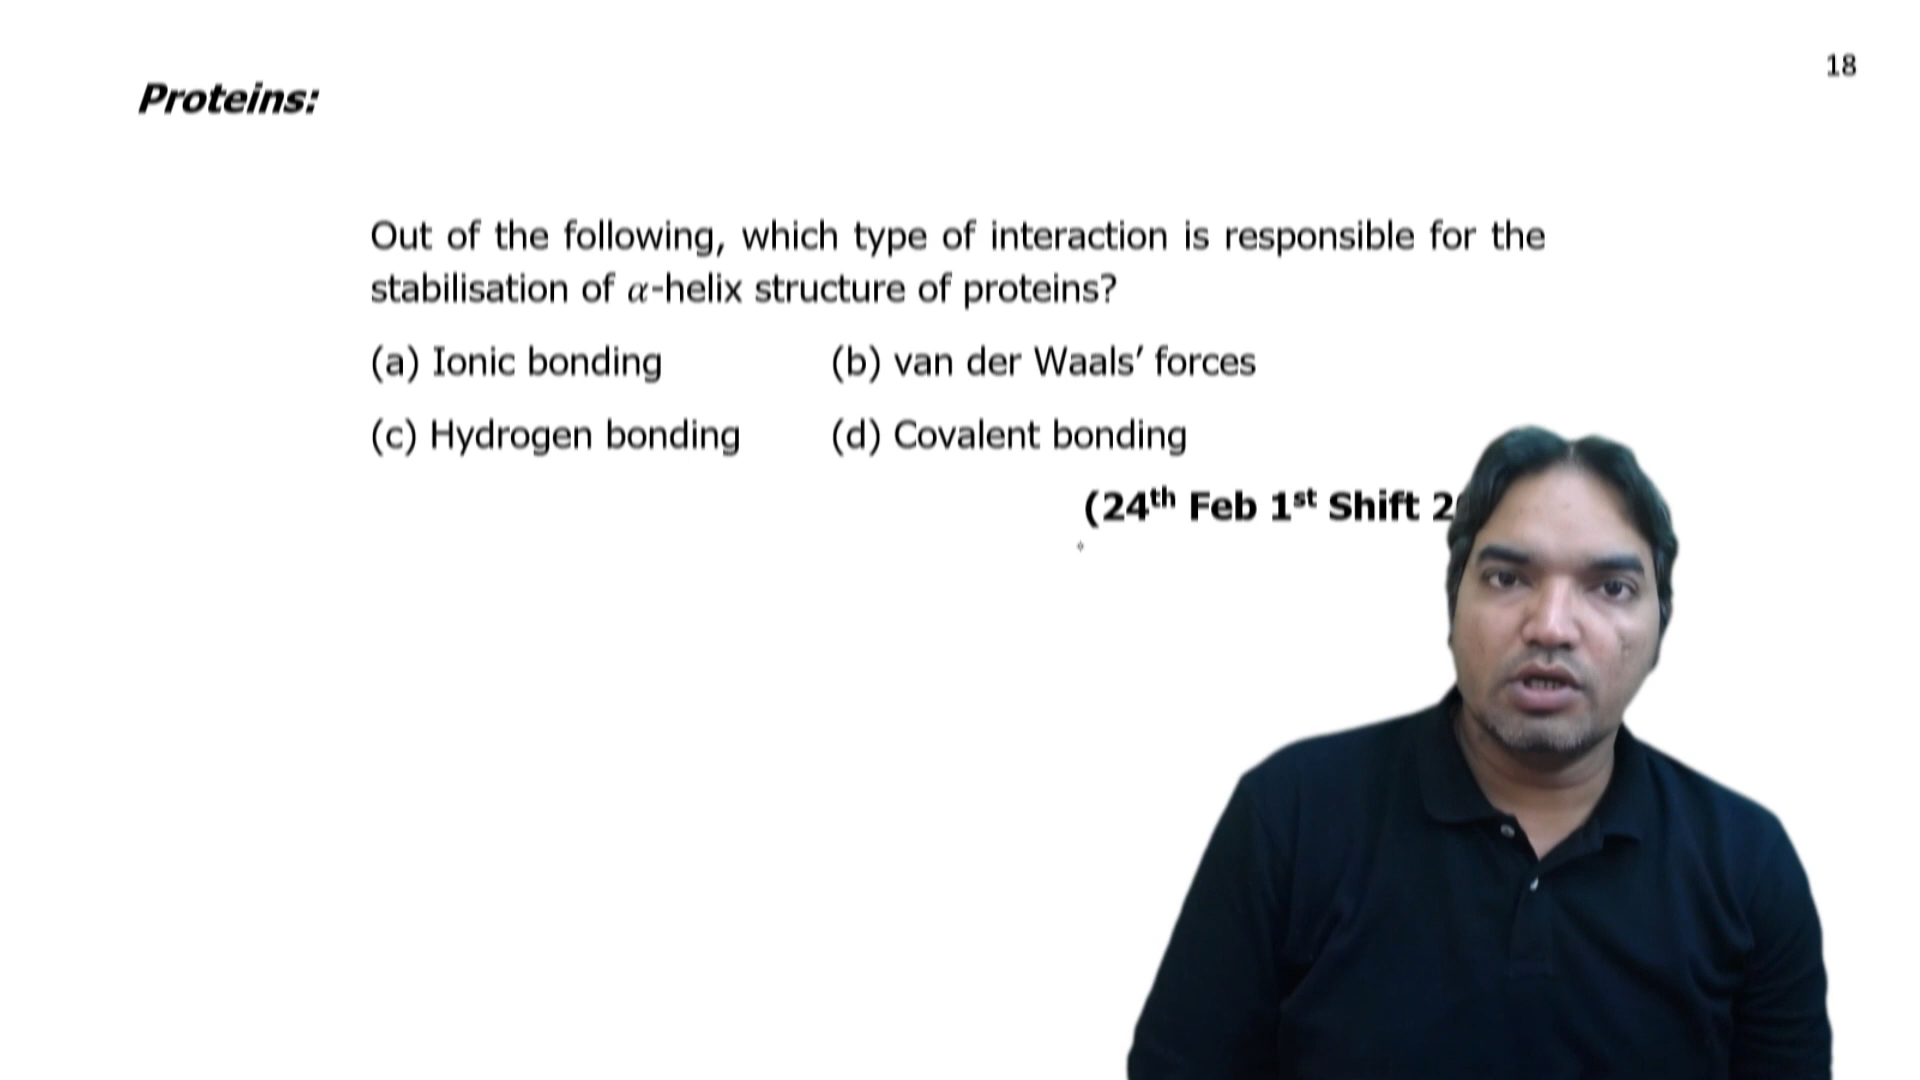 18
Proteins:
Out of the following, which type of interaction is responsible for the
stabilisation of α-helix structure of proteins?
(a) Ionic bonding (b) van der Waals’ forces
(c) Hydrogen bonding (d) Covalent bonding
(24th Feb 1st Shift